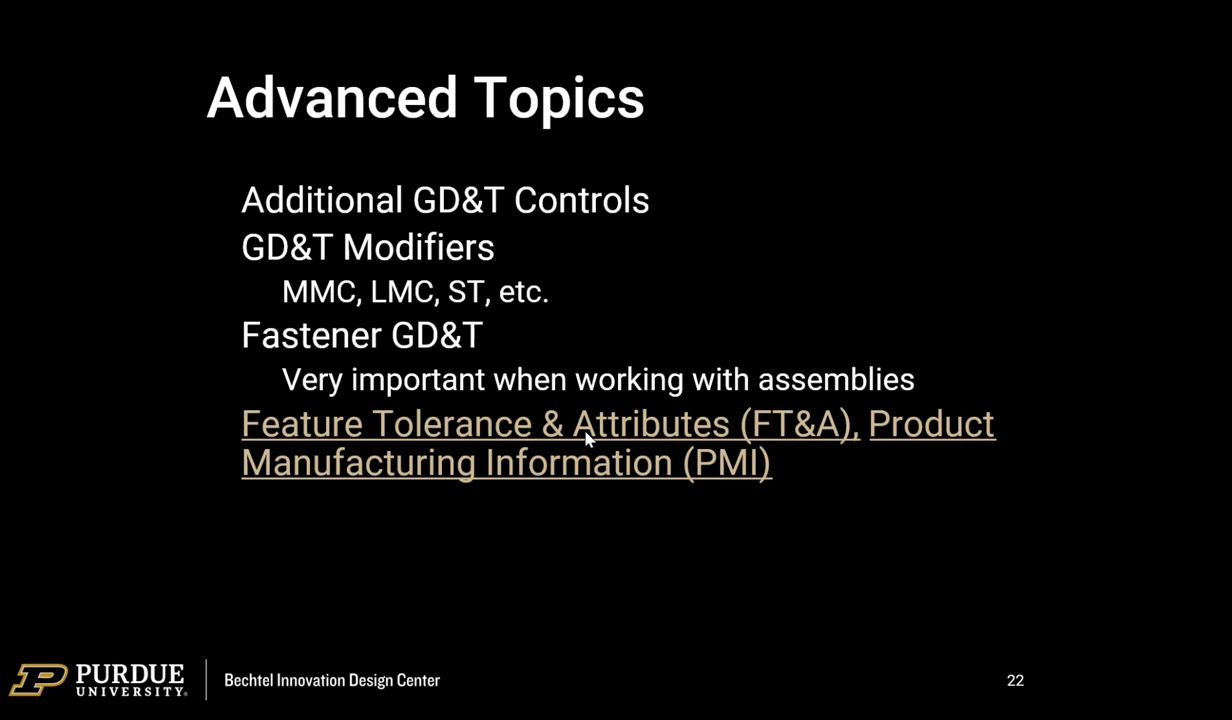 Advanced Topics
Additional GD&T Controls
GD&T Modifiers
MMC, LMC, ST, etc.
Fastener GD&T
Very important when working with assemblies
Feature Tolerance & Attributes (FT&A), Product
Manufacturing Information (PMI)
PURDUE
UNIVERSITY®
Bechtel Innovation Design Center
22